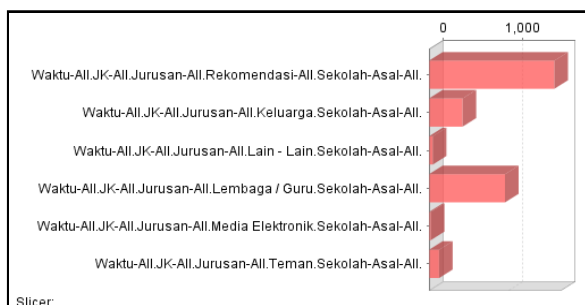 0 1,000
Waktu-All.JK-All.Jurusan-All.Rekomendasi-All.Sekolah-Asal-All.
Waktu-All.JK-All.Jurusan-All.Keluarga.Sekolah-Asal-All.
Waktu-All.JK-All.Jurusan-All.Lain - Lain.Sekolah-Asal-All.
Waktu-All.JK-All.Jurusan-All.Lembaga / Guru.Sekolah-Asal-All.
Waktu-All.JK-All.Jurusan-All.Media Elektronik.Sekolah-Asal-All.
Waktu-All.JK-All.Jurusan-All.Teman.Sekolah-Asal-All.
Slicer: